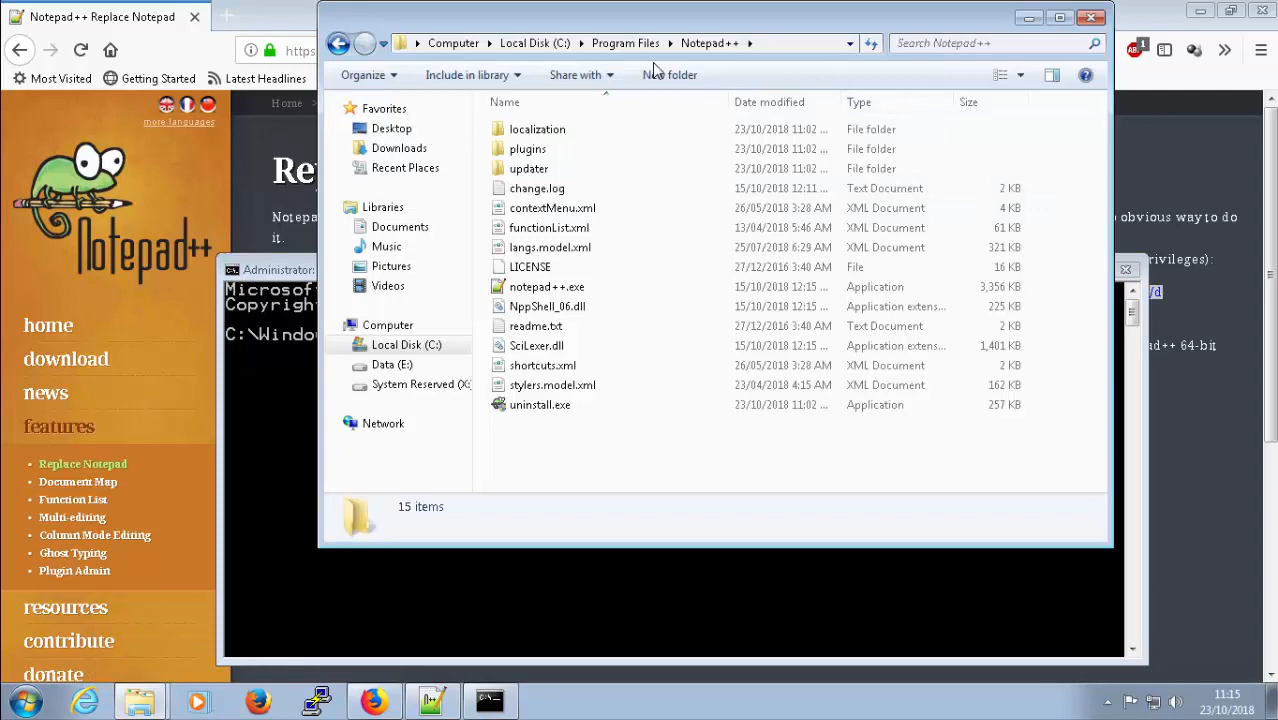 Notepad++ Replace Notepad
https
Most Visited
Getting Started
Latest Headlines
Computer
Local Disk (C:)
Program Files
Notepad++
Search Notepad++
Organize
Include in library
Share with
New folder
Name
Date modified
Type
Size
Favorites
Desktop
Downloads
Recent Places
Libraries
Documents
Music
Pictures
Videos
Computer
Local Disk (C:)
Data (E:)
System Reserved (X:
Network
localization 23/10/2018 11:02 ... File folder
plugins 23/10/2018 11:02 ... File folder
updater 23/10/2018 11:02 ... File folder
change.log 15/10/2018 12:11 ... Text Document 2 KB
contextMenu.xml 26/05/2018 3:28 AM XML Document 4 KB
functionList.xml 13/04/2018 5:46 AM XML Document 61 KB
langs.model.xml 25/07/2018 6:29 AM XML Document 321 KB
LICENSE 27/12/2016 3:40 AM File 16 KB
notepad++.exe 15/10/2018 12:15 ... Application 3,356 KB
NppShell_06.dll 15/10/2018 12:15 ... Application extens... 225 KB
readme.txt 27/12/2016 3:40 AM Text Document 2 KB
SciLexer.dll 15/10/2018 12:15 ... Application extens... 1,401 KB
shortcuts.xml 26/05/2018 3:28 AM XML Document 2 KB
stylers.model.xml 23/04/2018 4:15 AM XML Document 162 KB
uninstall.exe 23/10/2018 11:02 ... Application 257 KB
15 items
more languages
Notepad++
home
download
news
features
Replace Notepad
Document Map
Function List
Multi-editing
Column Mode Editing
Ghost Typing
Plugin Admin
resources
contribute
donate
Home
Re
Notepa
obvious way to do
it.
privileges):
/d
ad++ 64-bit
Administrator:
Microsof
Copyrigh
C:\Windo
1
11:15
23/10/2018